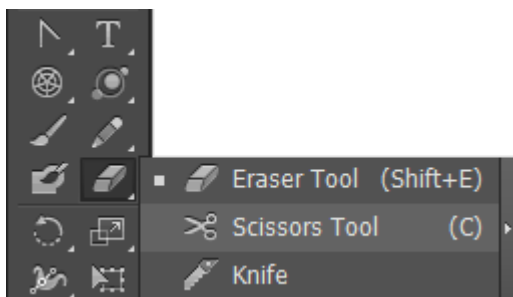 T
Eraser Tool (Shift+E)
Scissors Tool (C)
Knife